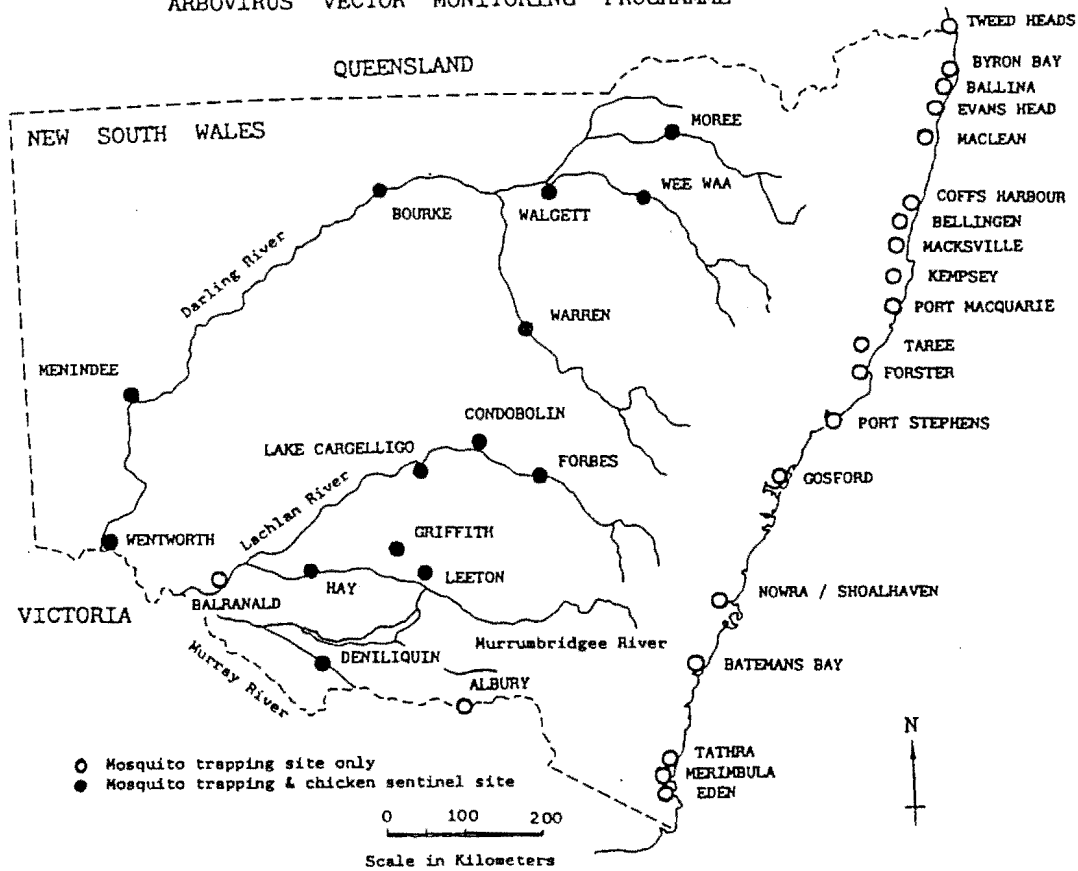 ARBOVIRUS VECTOR MONITORING PROGRAMME
TWEED HEADS
QUEENSLAND
BYRON BAY
BALLINA
EVANS HEAD
NEW SOUTH WALES
MOREE
MACLEAN
WEE WAA
COFFS HARBOUR
BOURKE
WALGETT
BELLINGEN
MACKSVILLE
Darling River
KEMPSEY
PORT MACQUARIE
WARREN
TAREE
MENINDEE
FORSTER
CONDOBOLIN
PORT STEPHENS
LAKE CARGELLIGO
FORBES
GOSFORD
Lachlan River
GRIFFITH
WENTWORTH
LEETON
HAY
NOWRA / SHOALHAVEN
BALRANALD
VICTORIA
Murrumbridgee River
DENILIQUIN
BATEMANS BAY
Murray River
ALBURY
N
TATHRA
Mosquito trapping site only
MERIMBULA
Mosquito trapping & chicken sentinel site
EDEN
0 100 200
Scale in Kilometers